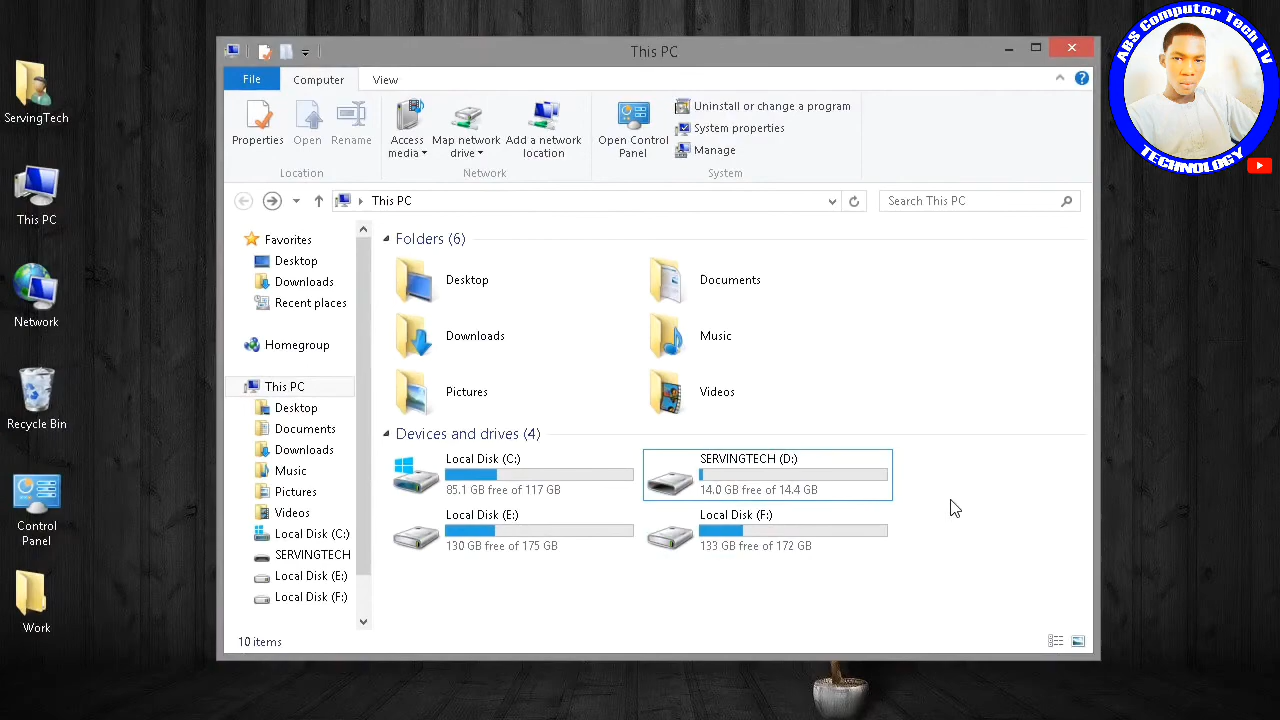 ServingTech
This PC
Network
Recycle Bin
Control
Panel
Work
This PC
File
Computer
View
Properties
Open
Rename
Location
Access
media
Map network
drive
Add a network
location
Network
Open Control
Panel
Uninstall or change a program
System properties
Manage
System
This PC
Search This PC
Favorites
Desktop
Downloads
Recent places
Homegroup
This PC
Desktop
Documents
Downloads
Music
Pictures
Videos
Local Disk (C:)
SERVINGTECH
Local Disk (E:)
Local Disk (F:)
Folders (6)
Desktop
Documents
Downloads
Music
Pictures
Videos
Devices and drives (4)
Local Disk (C:)
85.1 GB free of 117 GB
SERVINGTECH (D:)
14.0 GB free of 14.4 GB
Local Disk (E:)
130 GB free of 175 GB
Local Disk (F:)
133 GB free of 172 GB
10 items
ABS Computer Tech Tv
TECHNOLOGY